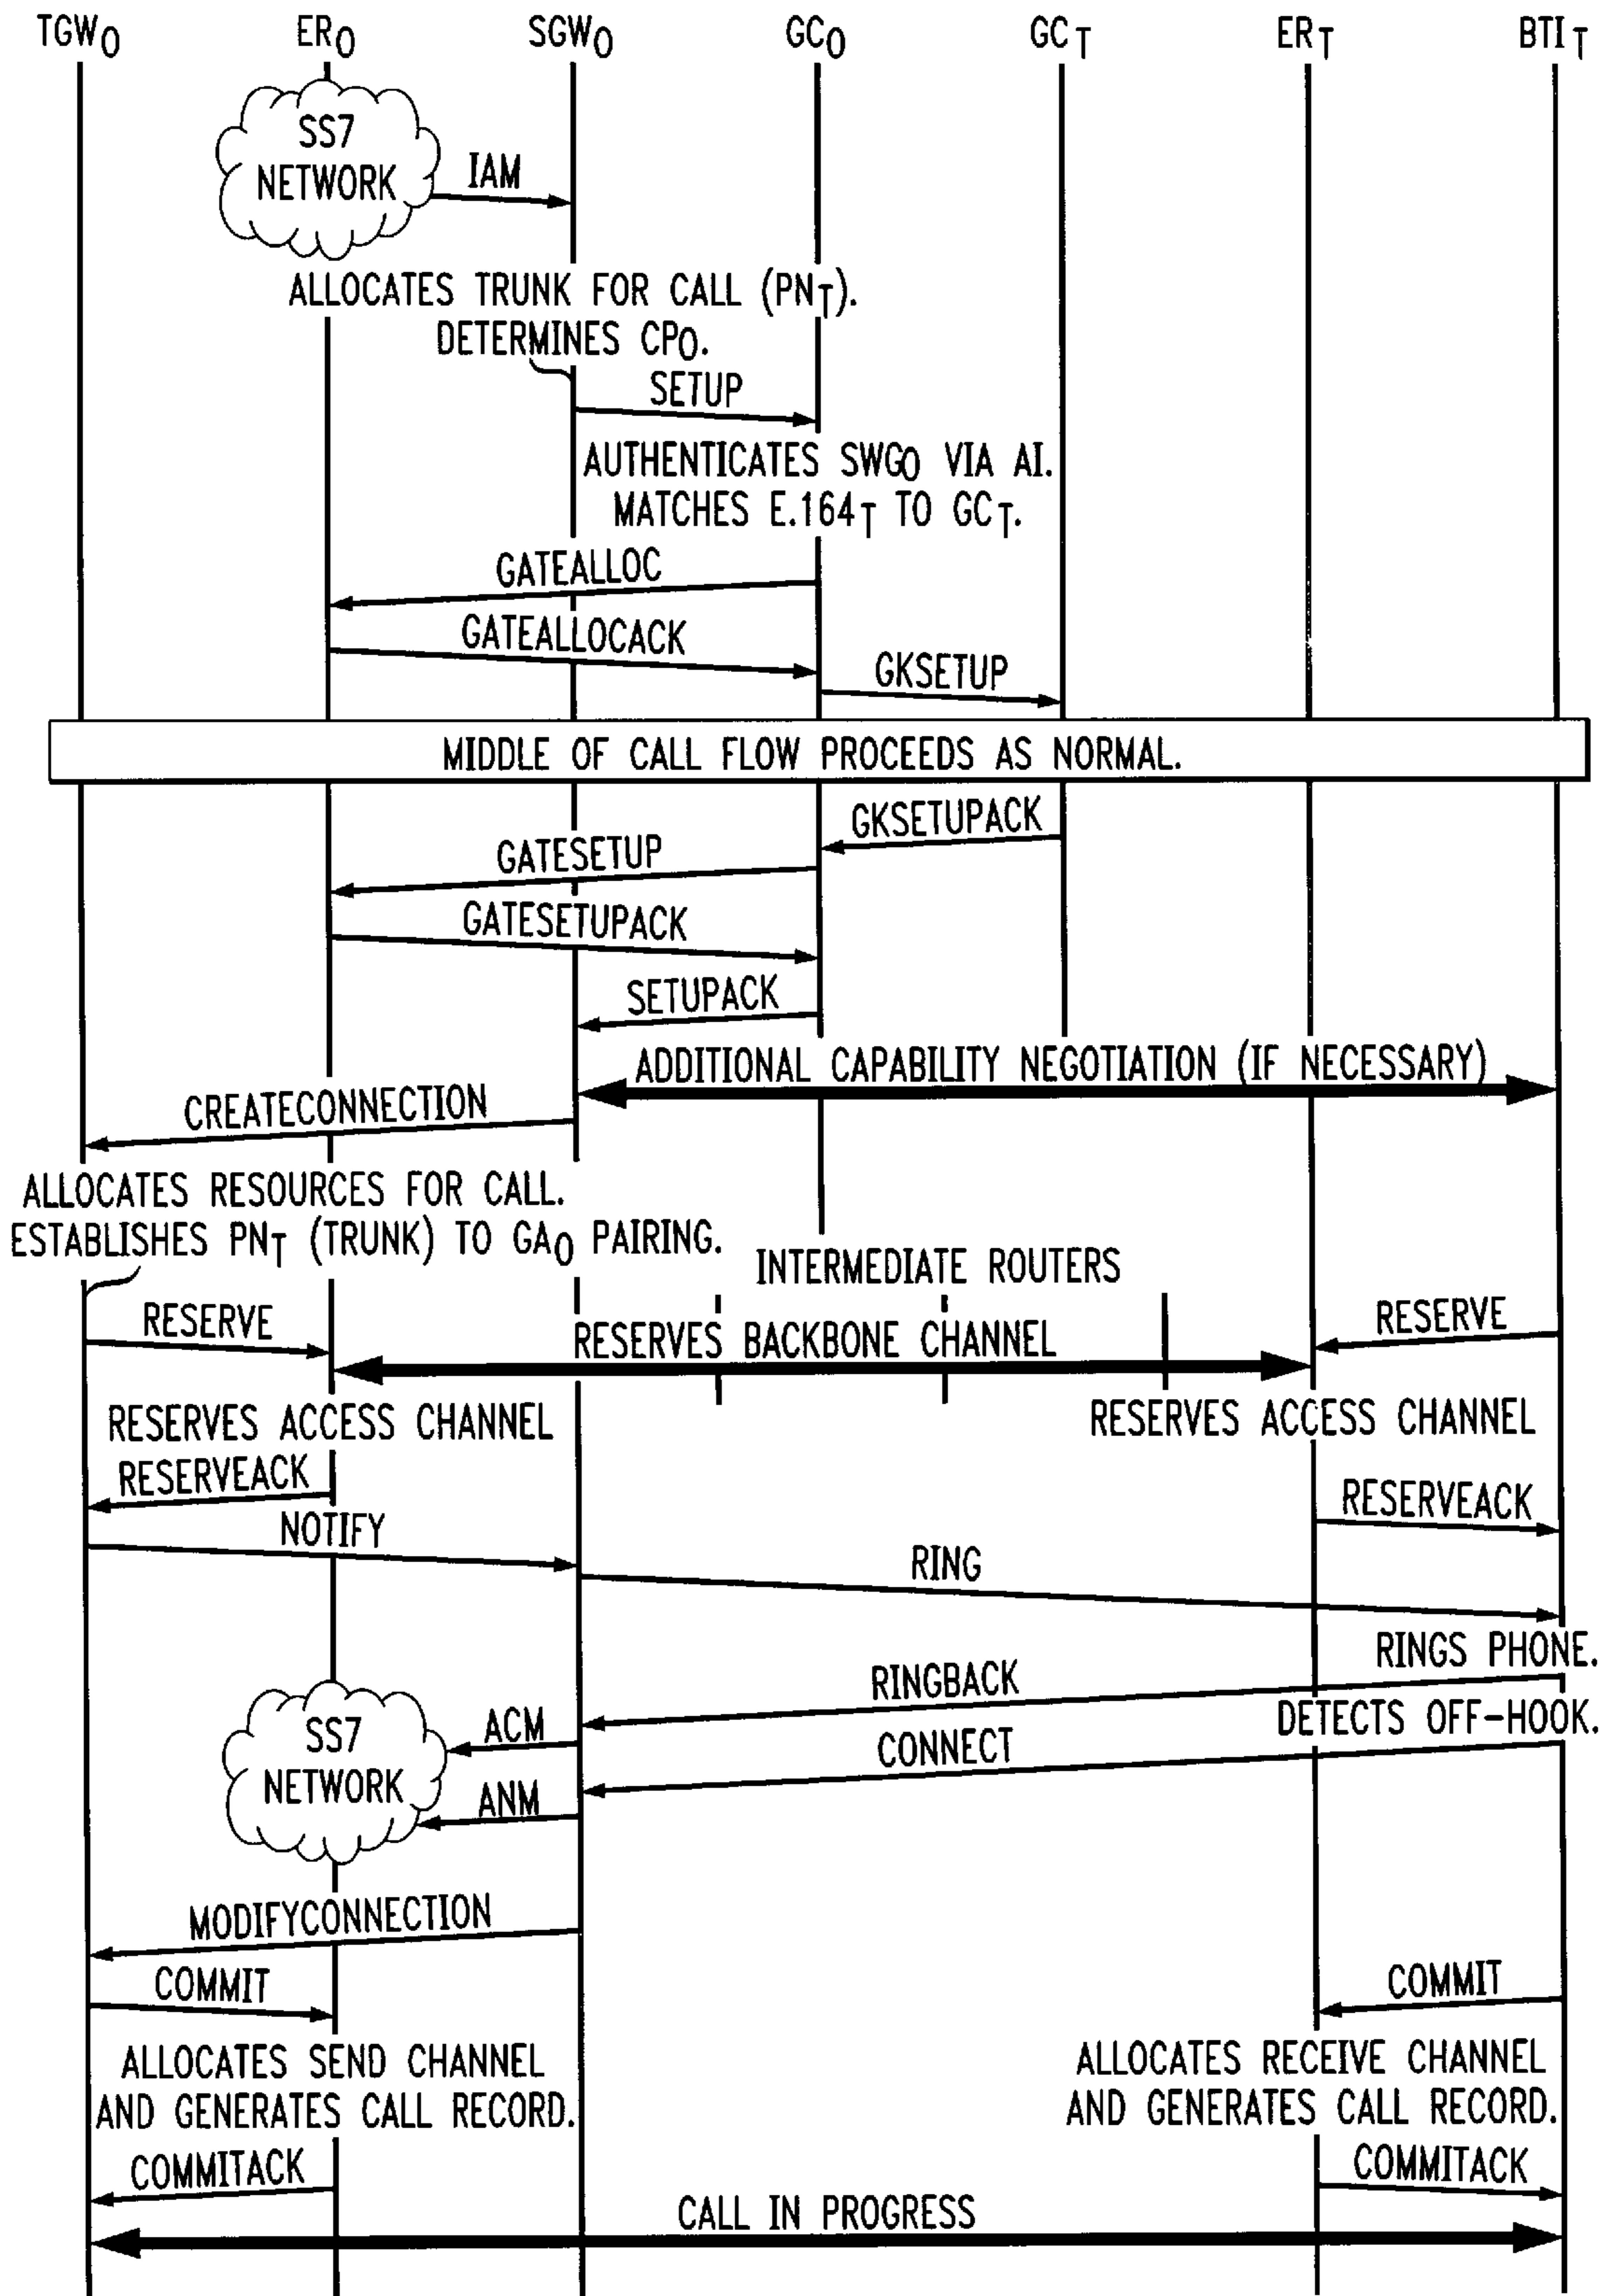 TGWO ERO SGWO GCO GCT ERT BTIT
SS7
NETWORK
IAM
ALLOCATES TRUNK FOR CALL (PNT).
DETERMINES CPO.
SETUP
AUTHENTICATES SWGO VIA AI.
MATCHES E.164T TO GCT.
GATEALLOC
GATEALLOCACK
GKSETUP
MIDDLE OF CALL FLOW PROCEEDS AS NORMAL.
GKSETUPACK
GATESETUP
GATESETUPACK
SETUPACK
ADDITIONAL CAPABILITY NEGOTIATION (IF NECESSARY)
CREATECONNECTION
ALLOCATES RESOURCES FOR CALL.
ESTABLISHES PNT (TRUNK) TO GAO PAIRING.
INTERMEDIATE ROUTERS
RESERVE
RESERVES BACKBONE CHANNEL
RESERVE
RESERVES ACCESS CHANNEL
RESERVES ACCESS CHANNEL
RESERVEACK
RESERVEACK
NOTIFY
RING
RINGS PHONE.
RINGBACK
DETECTS OFF-HOOK.
SS7
NETWORK
ACM
CONNECT
ANM
MODIFYCONNECTION
COMMIT
COMMIT
ALLOCATES SEND CHANNEL
AND GENERATES CALL RECORD.
ALLOCATES RECEIVE CHANNEL
AND GENERATES CALL RECORD.
COMMITACK
COMMITACK
CALL IN PROGRESS